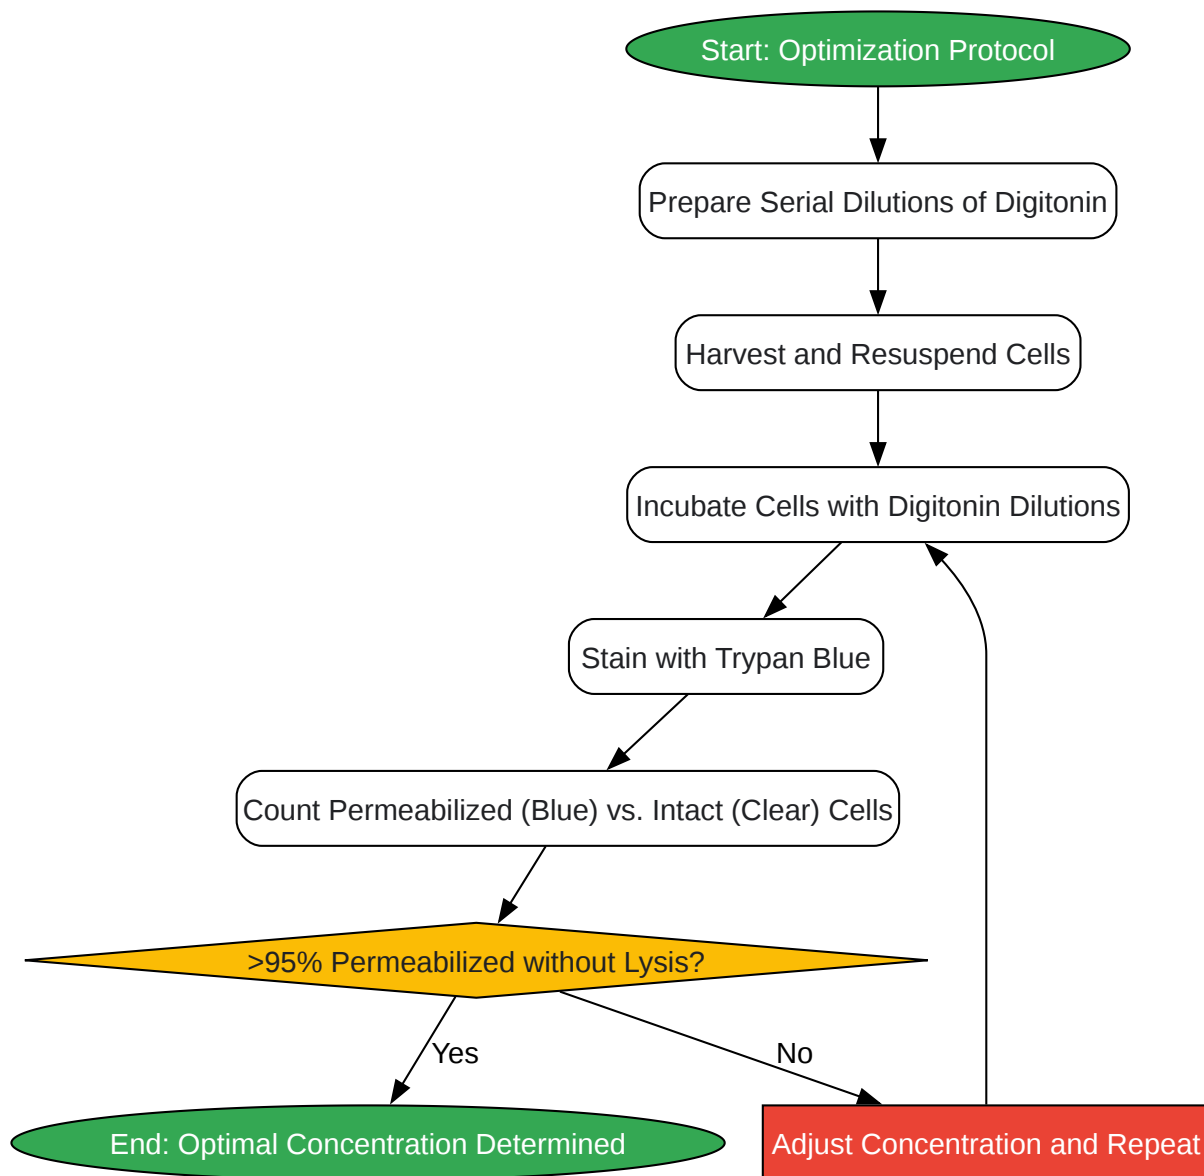 Start: Optimization Protocol
Prepare Serial Dilutions of Digitonin
Harvest and Resuspend Cells
Incubate Cells with Digitonin Dilutions
Stain with Trypan Blue
Count Permeabilized (Blue) vs. Intact (Clear) Cells
>95% Permeabilized without Lysis?
Yes
No
End: Optimal Concentration Determined
Adjust Concentration and Repeat